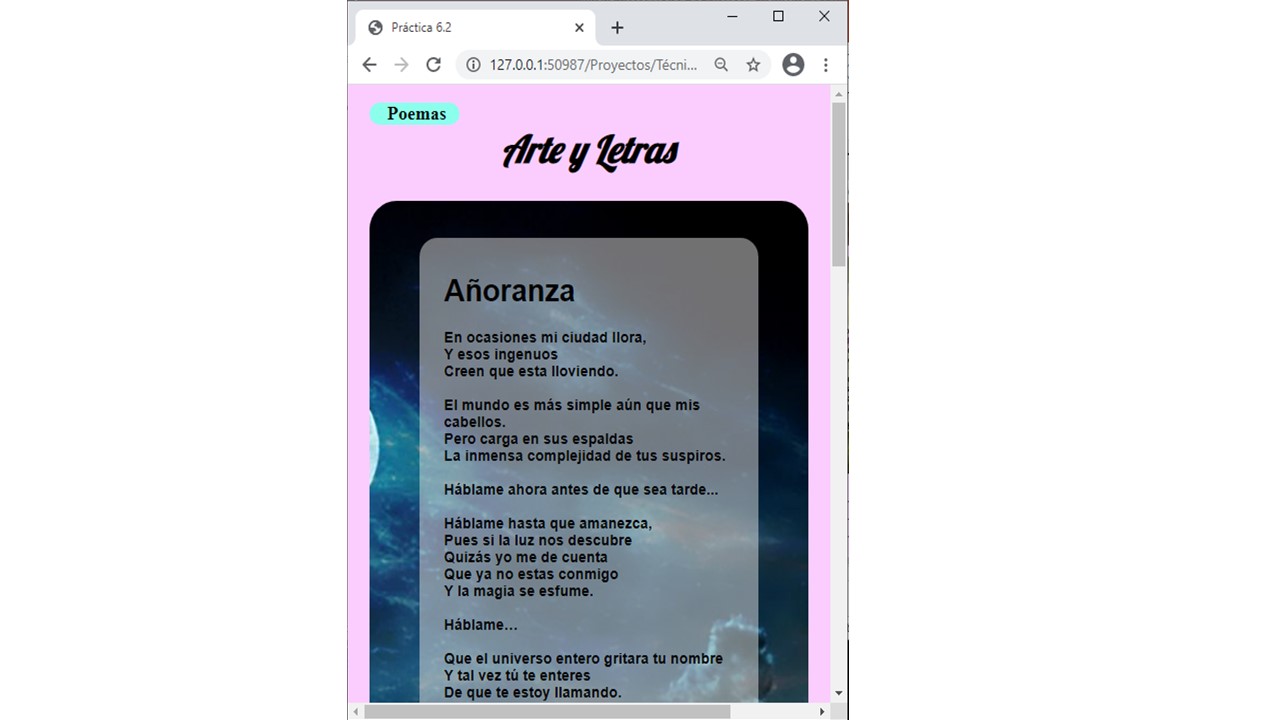 Práctica 6.2
127.0.0.1:50987/Proyectos/Técni...
Poemas
Arte y Letras
Añoranza
En ocasiones mi ciudad llora,
Y esos ingenuos
Creen que esta lloviendo.
El mundo es más simple aún que mis
cabellos.
Pero carga en sus espaldas
La inmensa complejidad de tus suspiros.
Háblame ahora antes de que sea tarde...
Háblame hasta que amanezca,
Pues si la luz nos descubre
Quizás yo me de cuenta
Que ya no estas conmigo
Y la magia se esfume.
Háblame...
Que el universo entero gritara tu nombre
Y tal vez tú te enteres
De que te estoy llamando.